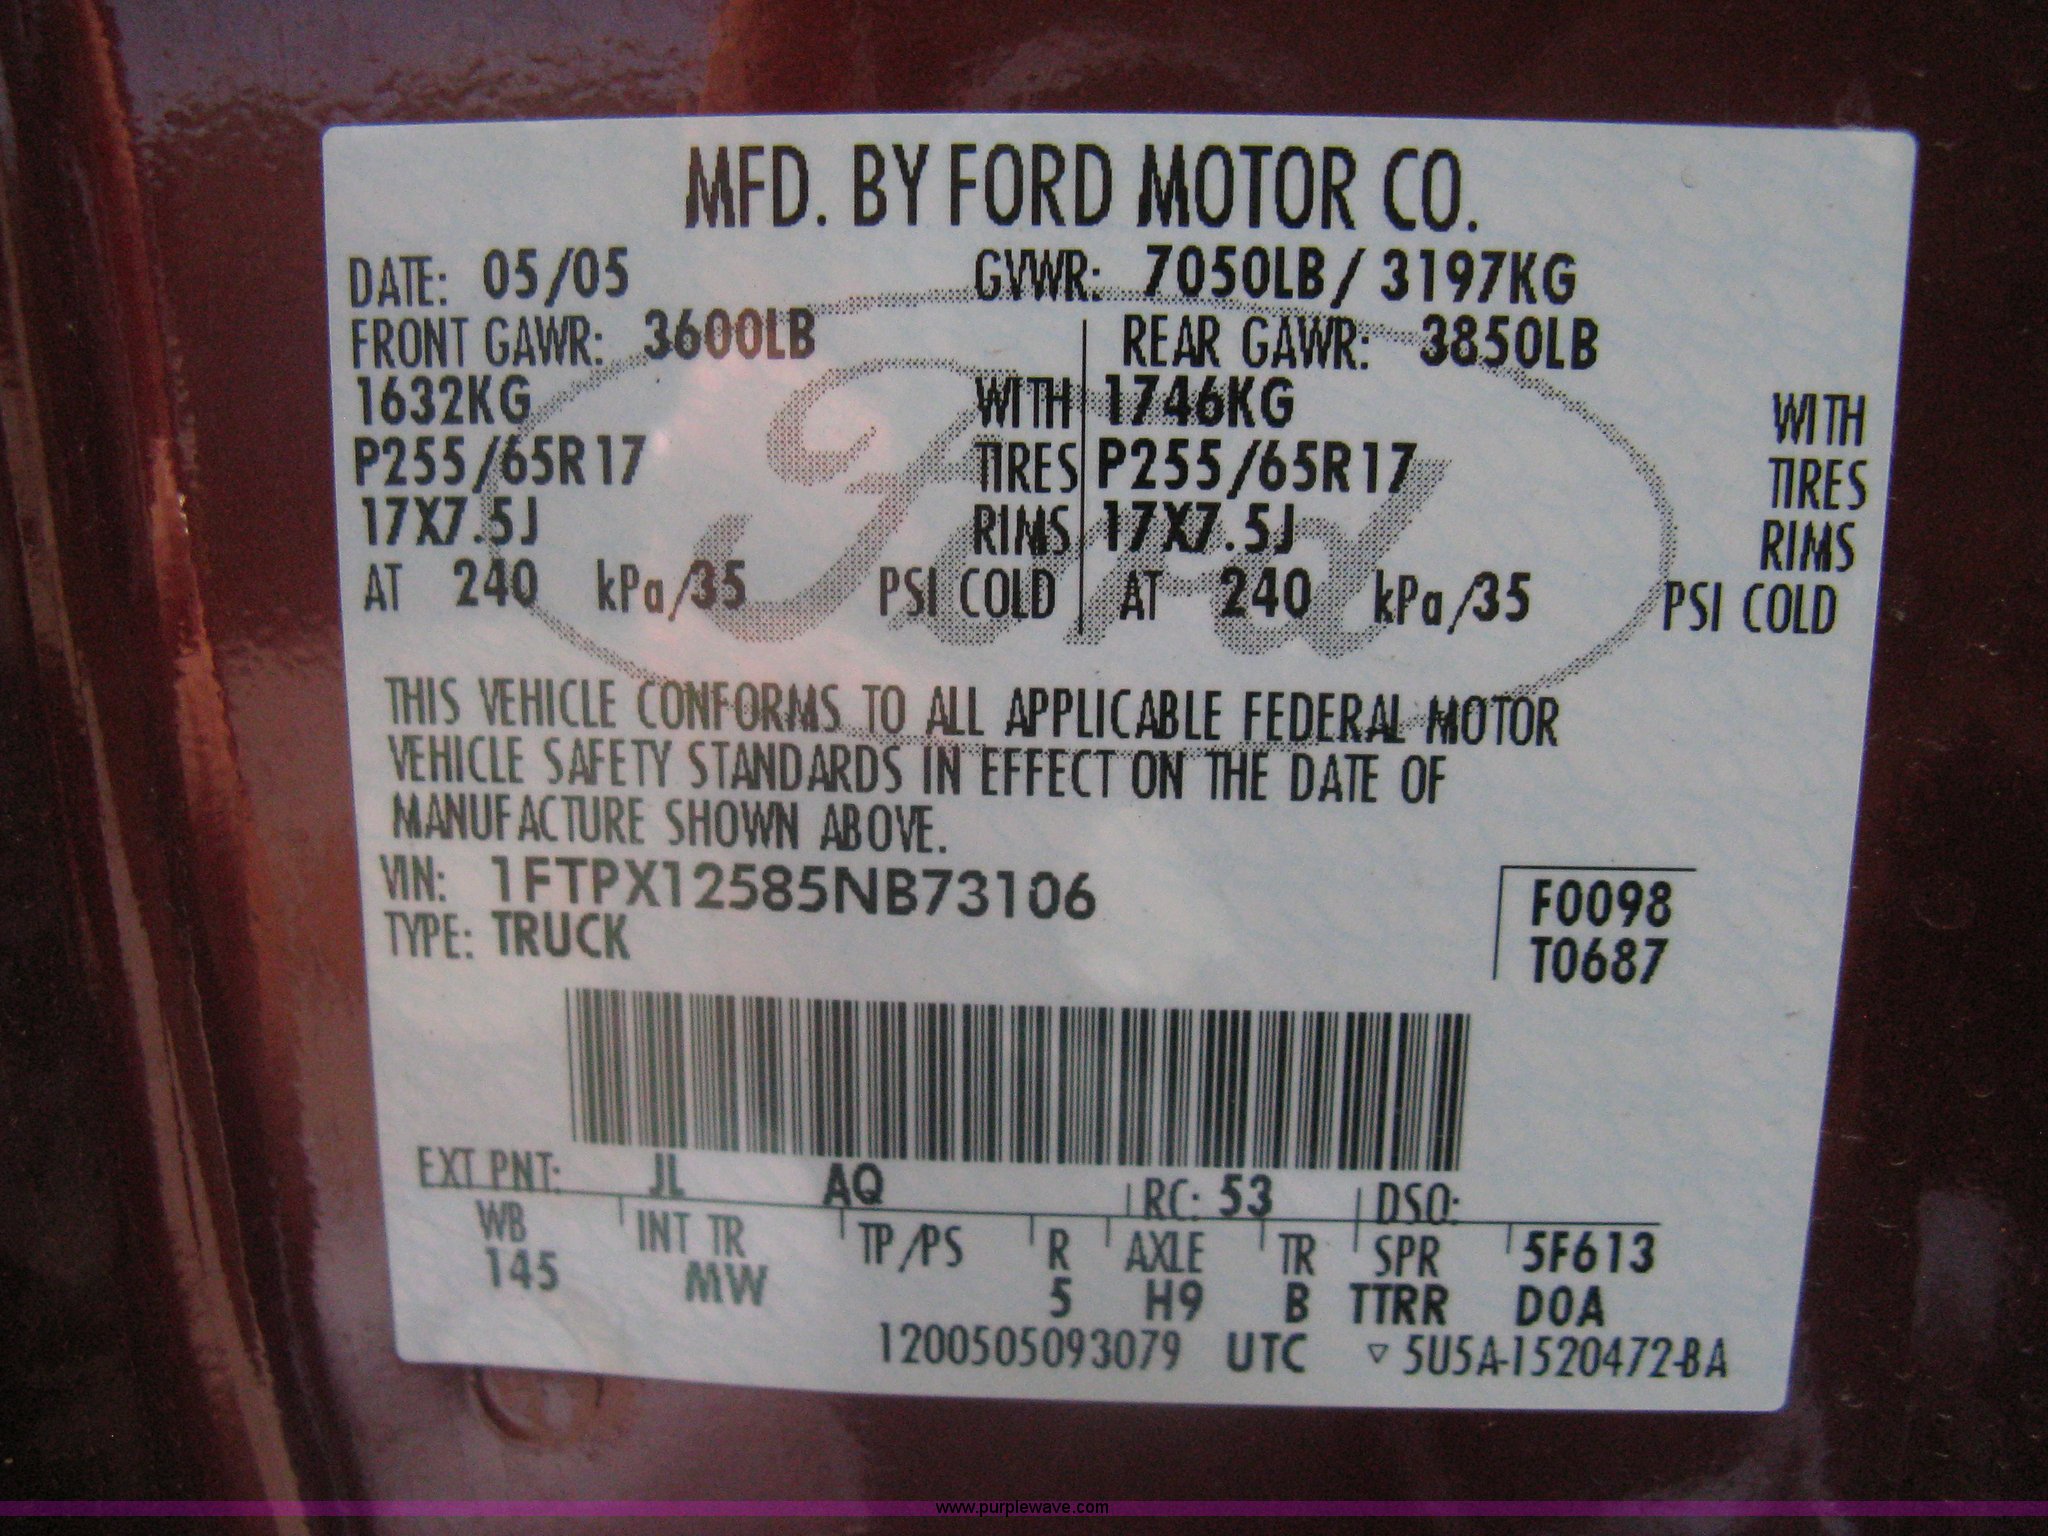 MFD. BY FORD MOTOR CO.
DATE: 05/05 GVWR: 7050LB/ 3197KG
FRONT GAWR: 3600LB REAR GAWR: 3850LB
1632KG WITH 1746KG WITH
P255/65R17 TIRES P255/65R17 TIRES
17X7.5J RIMS 17X7.5J RIMS
AT 240 kPa/35 PSI COLD AT 240 kPa/35 PSI COLD
Ford
THIS VEHICLE CONFORMS TO ALL APPLICABLE FEDERAL MOTOR
VEHICLE SAFETY STANDARDS IN EFFECT ON THE DATE OF
MANUFACTURE SHOWN ABOVE.
VIN: 1FTPX12585NB73106 F0098
TYPE: TRUCK T0687
EXT PNT: JL AQ RC: 53 DSO:
WB INT TR TP/PS R AXLE TR SPR 5F613
145 MW 5 H9 B TTRR D0A
1200505093079 UTC ▽ 5U5A-1520472-BA
www.purplewave.com